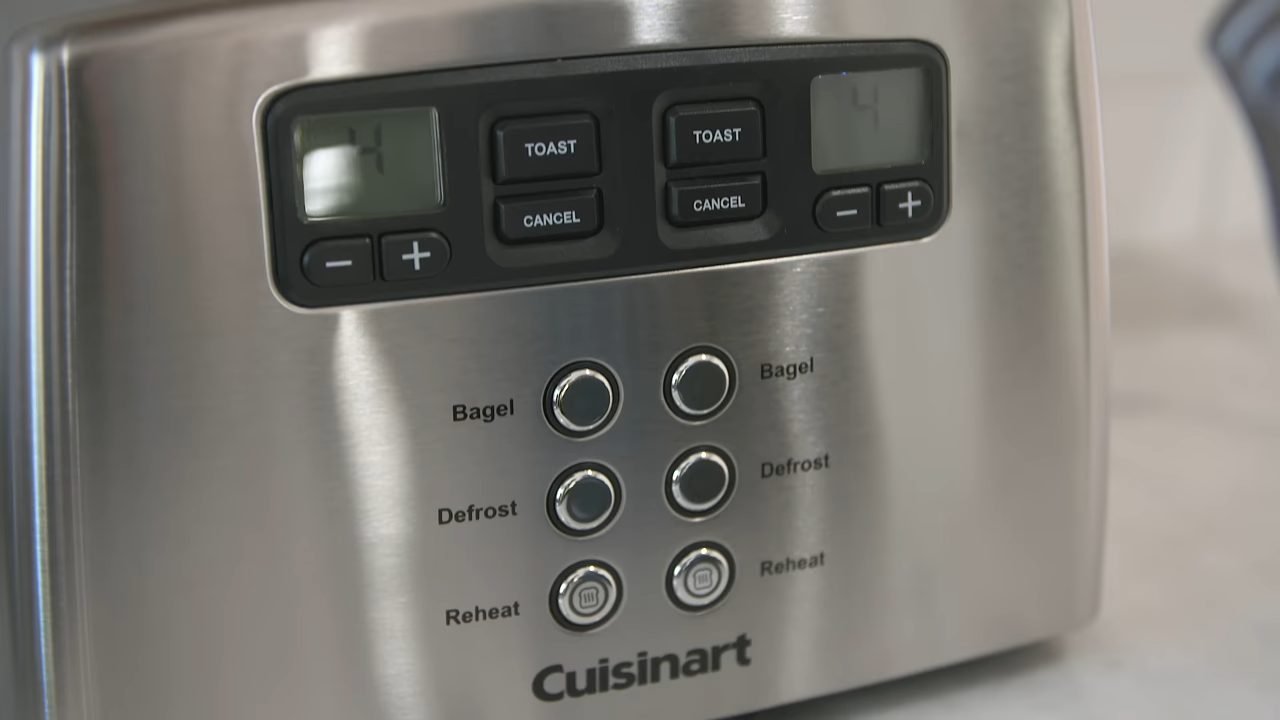 4 TOAST TOAST 4
CANCEL CANCEL
− + − +
Bagel Bagel
Defrost Defrost
Reheat Reheat
Cuisinart